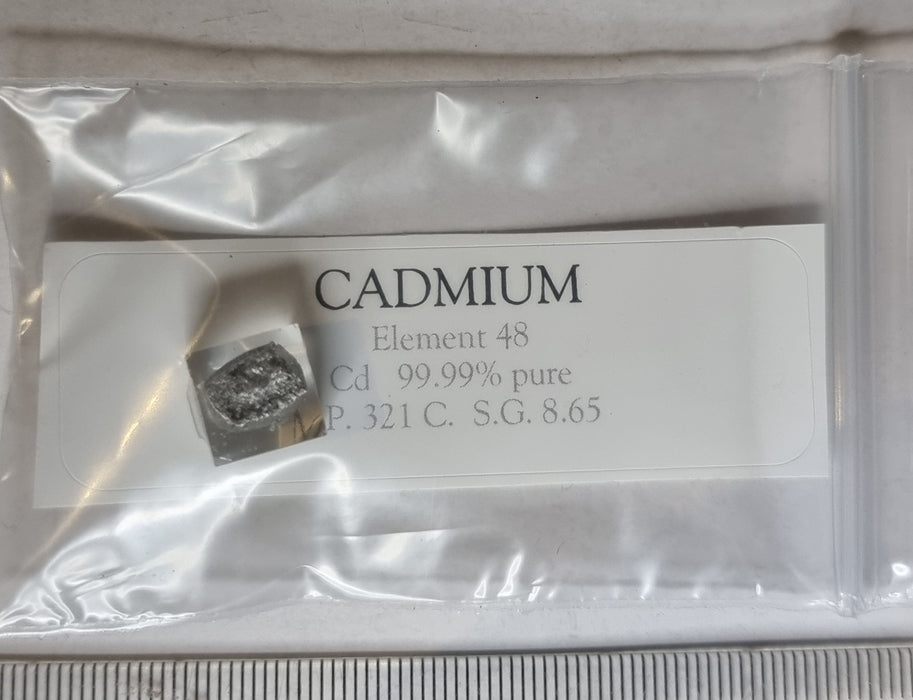 CADMIUM
Element 48
Cd 99.99% pure
M.P. 321 C. S.G. 8.65